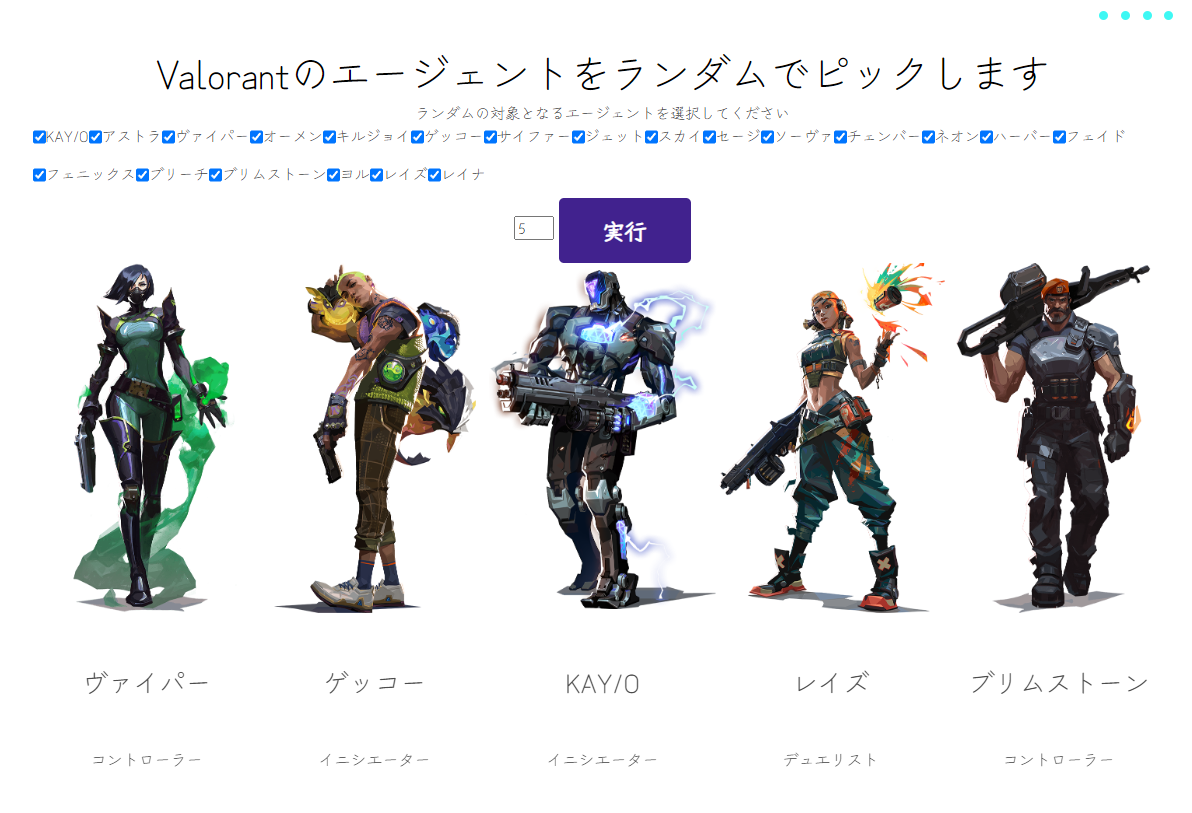 Valorantのエージェントをランダムでピックします
ランダムの対象となるエージェントを選択してください
KAY/Oアストラヴァイパーオーメンキルジョイゲッコーサイファージェットスカイセージソーヴァチェンバーネオンハーバーフェイド
フェニックスブリーチブリムストーンヨルレイズレイナ
5 実行
ヴァイパー ゲッコー KAY/O レイズ ブリムストーン
コントローラー イニシエーター イニシエーター デュエリスト コントローラー